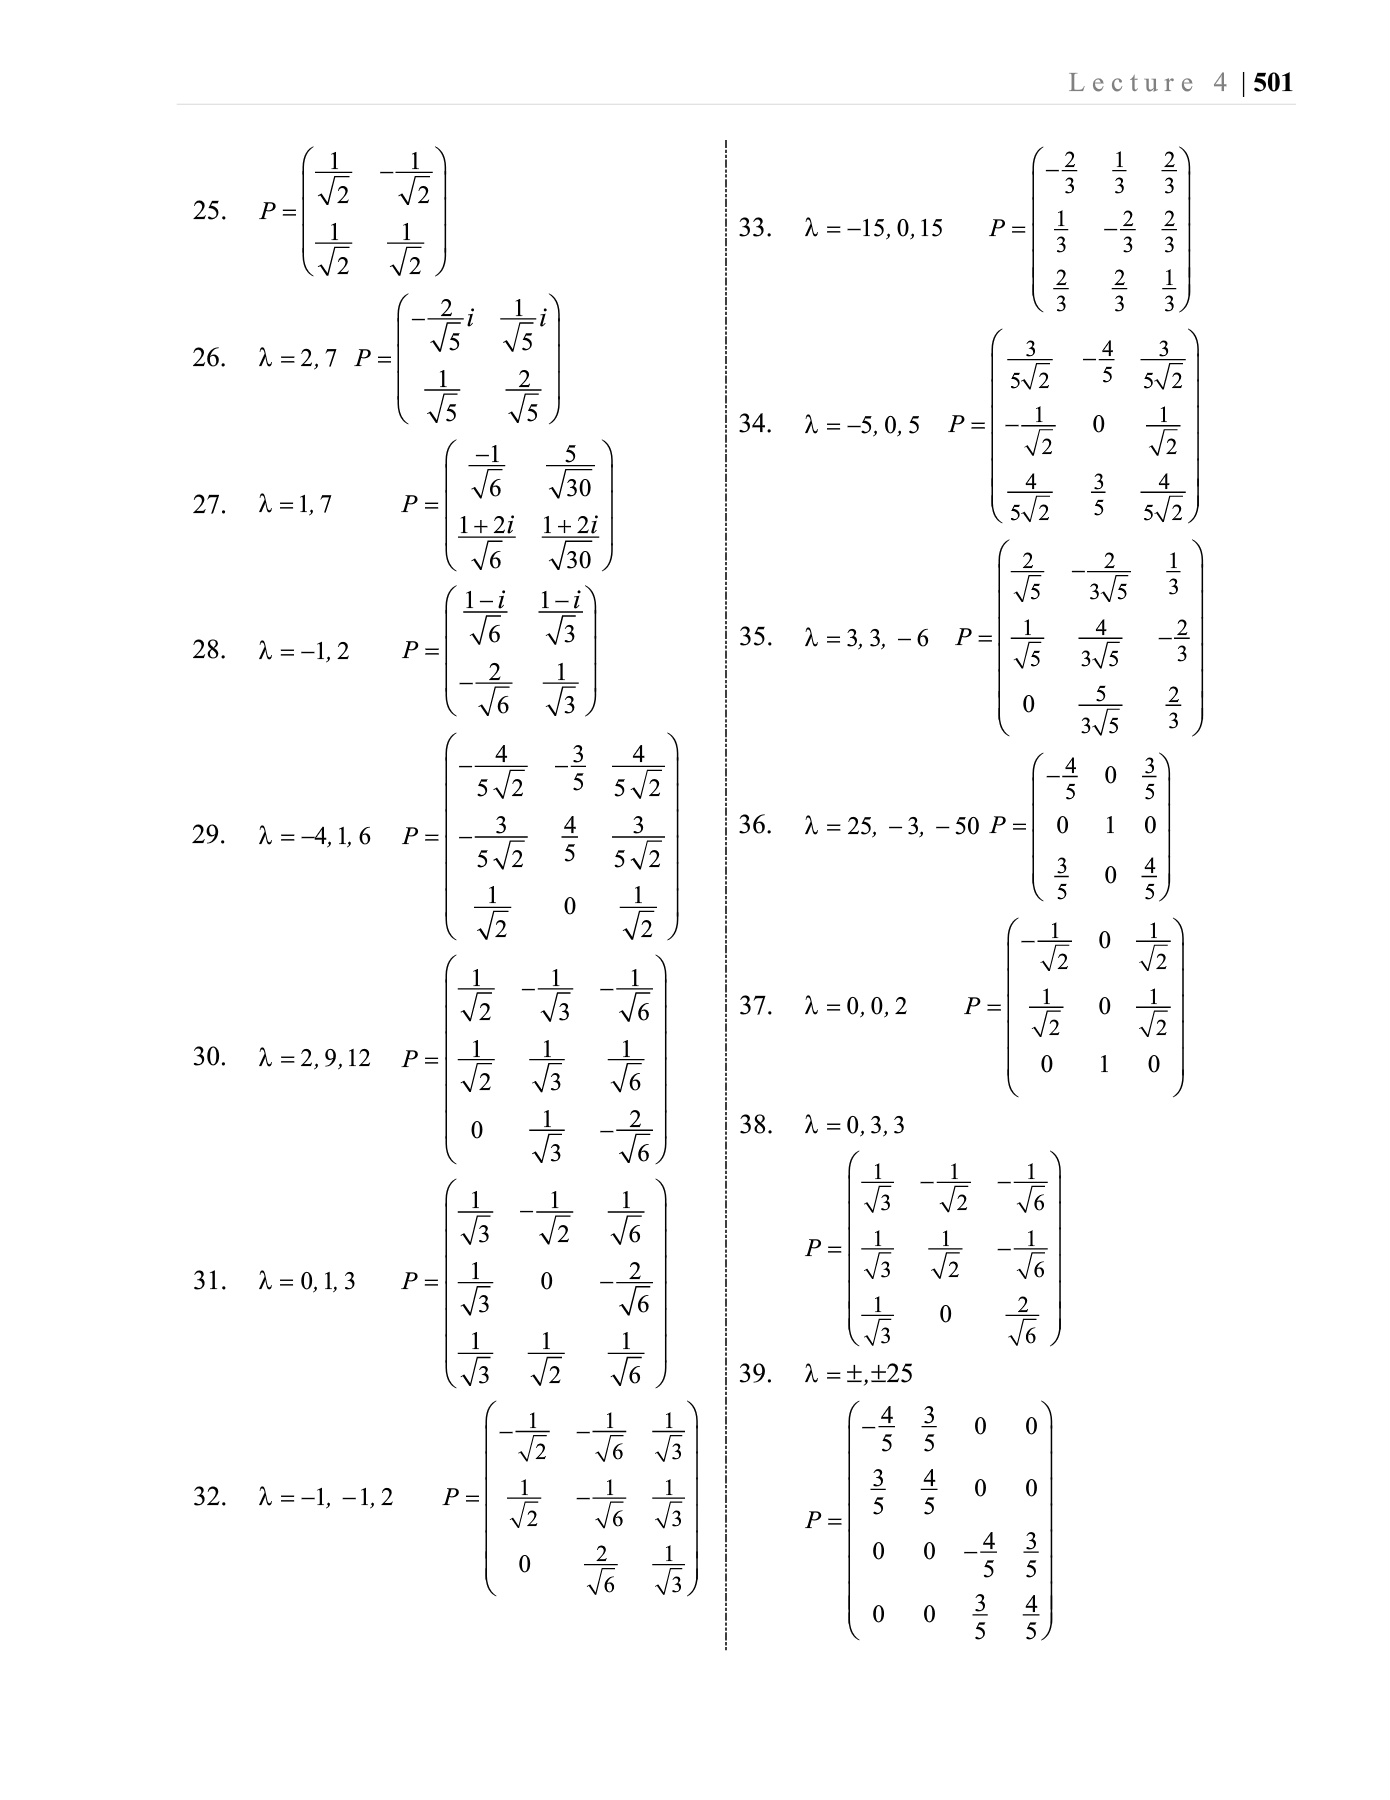 Lecture 4 | 501
25. P = \begin{pmatrix} \frac{1}{\sqrt{2}} & -\frac{1}{\sqrt{2}} \\ \frac{1}{\sqrt{2}} & \frac{1}{\sqrt{2}} \end{pmatrix}
26. λ = 2, 7 P = \begin{pmatrix} -\frac{2}{\sqrt{5}}i & \frac{1}{\sqrt{5}}i \\ \frac{1}{\sqrt{5}} & \frac{2}{\sqrt{5}} \end{pmatrix}
27. λ = 1, 7 P = \begin{pmatrix} \frac{-1}{\sqrt{6}} & \frac{5}{\sqrt{30}} \\ \frac{1+2i}{\sqrt{6}} & \frac{1+2i}{\sqrt{30}} \end{pmatrix}
28. λ = −1, 2 P = \begin{pmatrix} \frac{1-i}{\sqrt{6}} & \frac{1-i}{\sqrt{3}} \\ -\frac{2}{\sqrt{6}} & \frac{1}{\sqrt{3}} \end{pmatrix}
29. λ = −4, 1, 6 P = \begin{pmatrix} -\frac{4}{5\sqrt{2}} & -\frac{3}{5} & \frac{4}{5\sqrt{2}} \\ -\frac{3}{5\sqrt{2}} & \frac{4}{5} & \frac{3}{5\sqrt{2}} \\ \frac{1}{\sqrt{2}} & 0 & \frac{1}{\sqrt{2}} \end{pmatrix}
30. λ = 2, 9, 12 P = \begin{pmatrix} \frac{1}{\sqrt{2}} & -\frac{1}{\sqrt{3}} & -\frac{1}{\sqrt{6}} \\ \frac{1}{\sqrt{2}} & \frac{1}{\sqrt{3}} & \frac{1}{\sqrt{6}} \\ 0 & \frac{1}{\sqrt{3}} & -\frac{2}{\sqrt{6}} \end{pmatrix}
31. λ = 0, 1, 3 P = \begin{pmatrix} \frac{1}{\sqrt{3}} & -\frac{1}{\sqrt{2}} & \frac{1}{\sqrt{6}} \\ \frac{1}{\sqrt{3}} & 0 & -\frac{2}{\sqrt{6}} \\ \frac{1}{\sqrt{3}} & \frac{1}{\sqrt{2}} & \frac{1}{\sqrt{6}} \end{pmatrix}
32. λ = −1, −1, 2 P = \begin{pmatrix} -\frac{1}{\sqrt{2}} & -\frac{1}{\sqrt{6}} & \frac{1}{\sqrt{3}} \\ \frac{1}{\sqrt{2}} & -\frac{1}{\sqrt{6}} & \frac{1}{\sqrt{3}} \\ 0 & \frac{2}{\sqrt{6}} & \frac{1}{\sqrt{3}} \end{pmatrix}
33. λ = −15, 0, 15 P = \begin{pmatrix} -\frac{2}{3} & \frac{1}{3} & \frac{2}{3} \\ \frac{1}{3} & -\frac{2}{3} & \frac{2}{3} \\ \frac{2}{3} & \frac{2}{3} & \frac{1}{3} \end{pmatrix}
34. λ = −5, 0, 5 P = \begin{pmatrix} \frac{3}{5\sqrt{2}} & -\frac{4}{5} & \frac{3}{5\sqrt{2}} \\ -\frac{1}{\sqrt{2}} & 0 & \frac{1}{\sqrt{2}} \\ \frac{4}{5\sqrt{2}} & \frac{3}{5} & \frac{4}{5\sqrt{2}} \end{pmatrix}
35. λ = 3, 3, −6 P = \begin{pmatrix} \frac{2}{\sqrt{5}} & -\frac{2}{3\sqrt{5}} & \frac{1}{3} \\ \frac{1}{\sqrt{5}} & \frac{4}{3\sqrt{5}} & -\frac{2}{3} \\ 0 & \frac{5}{3\sqrt{5}} & \frac{2}{3} \end{pmatrix}
36. λ = 25, −3, −50 P = \begin{pmatrix} -\frac{4}{5} & 0 & \frac{3}{5} \\ 0 & 1 & 0 \\ \frac{3}{5} & 0 & \frac{4}{5} \end{pmatrix}
37. λ = 0, 0, 2 P = \begin{pmatrix} -\frac{1}{\sqrt{2}} & 0 & \frac{1}{\sqrt{2}} \\ \frac{1}{\sqrt{2}} & 0 & \frac{1}{\sqrt{2}} \\ 0 & 1 & 0 \end{pmatrix}
38. λ = 0, 3, 3
P = \begin{pmatrix} \frac{1}{\sqrt{3}} & -\frac{1}{\sqrt{2}} & -\frac{1}{\sqrt{6}} \\ \frac{1}{\sqrt{3}} & \frac{1}{\sqrt{2}} & -\frac{1}{\sqrt{6}} \\ \frac{1}{\sqrt{3}} & 0 & \frac{2}{\sqrt{6}} \end{pmatrix}
39. λ = ±,±25
P = \begin{pmatrix} -\frac{4}{5} & \frac{3}{5} & 0 & 0 \\ \frac{3}{5} & \frac{4}{5} & 0 & 0 \\ 0 & 0 & -\frac{4}{5} & \frac{3}{5} \\ 0 & 0 & \frac{3}{5} & \frac{4}{5} \end{pmatrix}